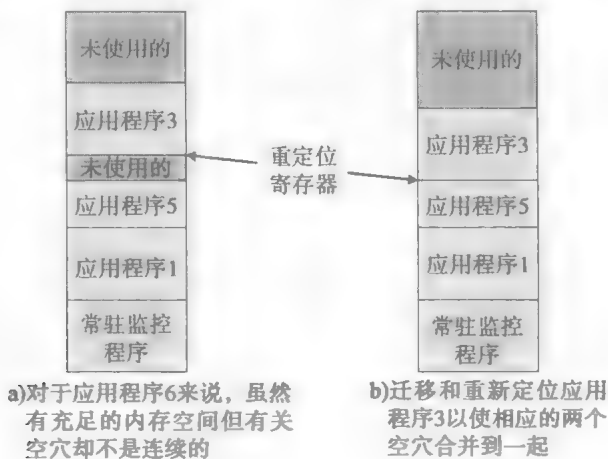 未使用的
应用程序3
未使用的
应用程序5
应用程序1
常驻监控
程序
重定位
寄存器
未使用的
应用程序3
应用程序5
应用程序1
常驻监控
程序
a)对于应用程序6来说，虽然
有充足的内存空间但有关
空穴却不是连续的
b)迁移和重新定位应用
程序3以使相应的两个
空穴合并到一起